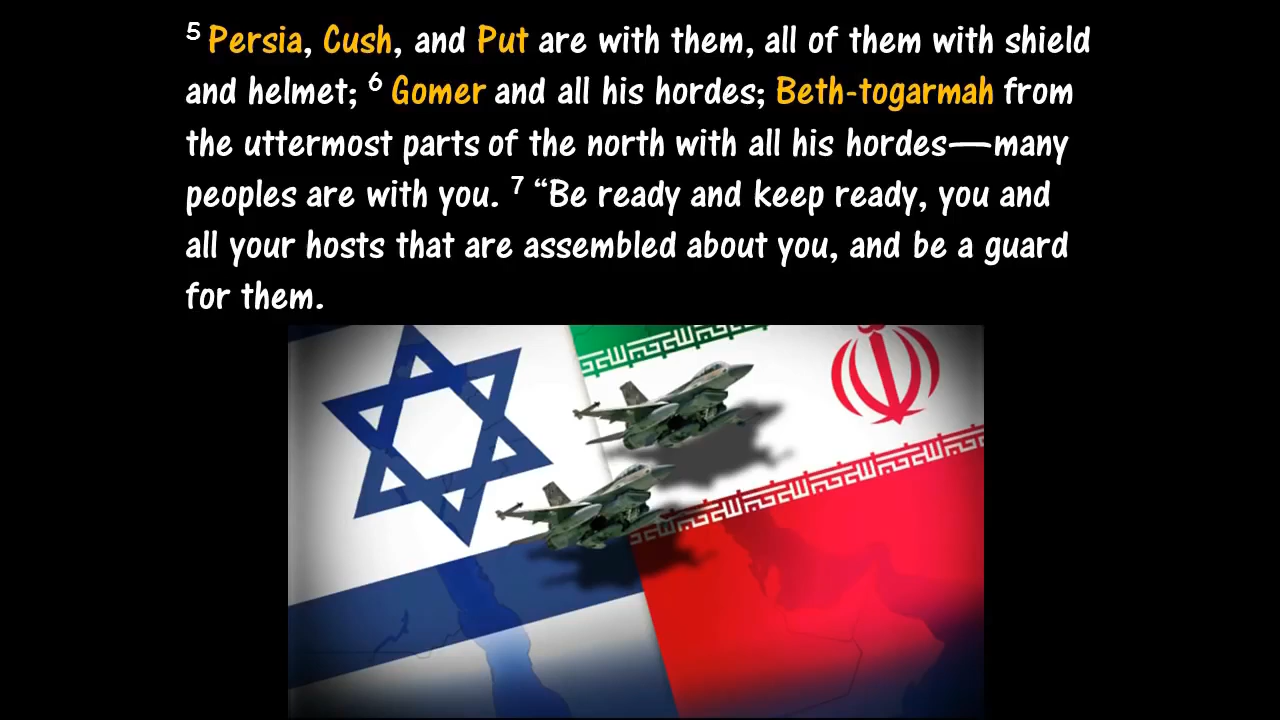 ⁵ Persia, Cush, and Put are with them, all of them with shield
and helmet; ⁶ Gomer and all his hordes; Beth-togarmah from
the uttermost parts of the north with all his hordes—many
peoples are with you. ⁷ “Be ready and keep ready, you and
all your hosts that are assembled about you, and be a guard
for them.